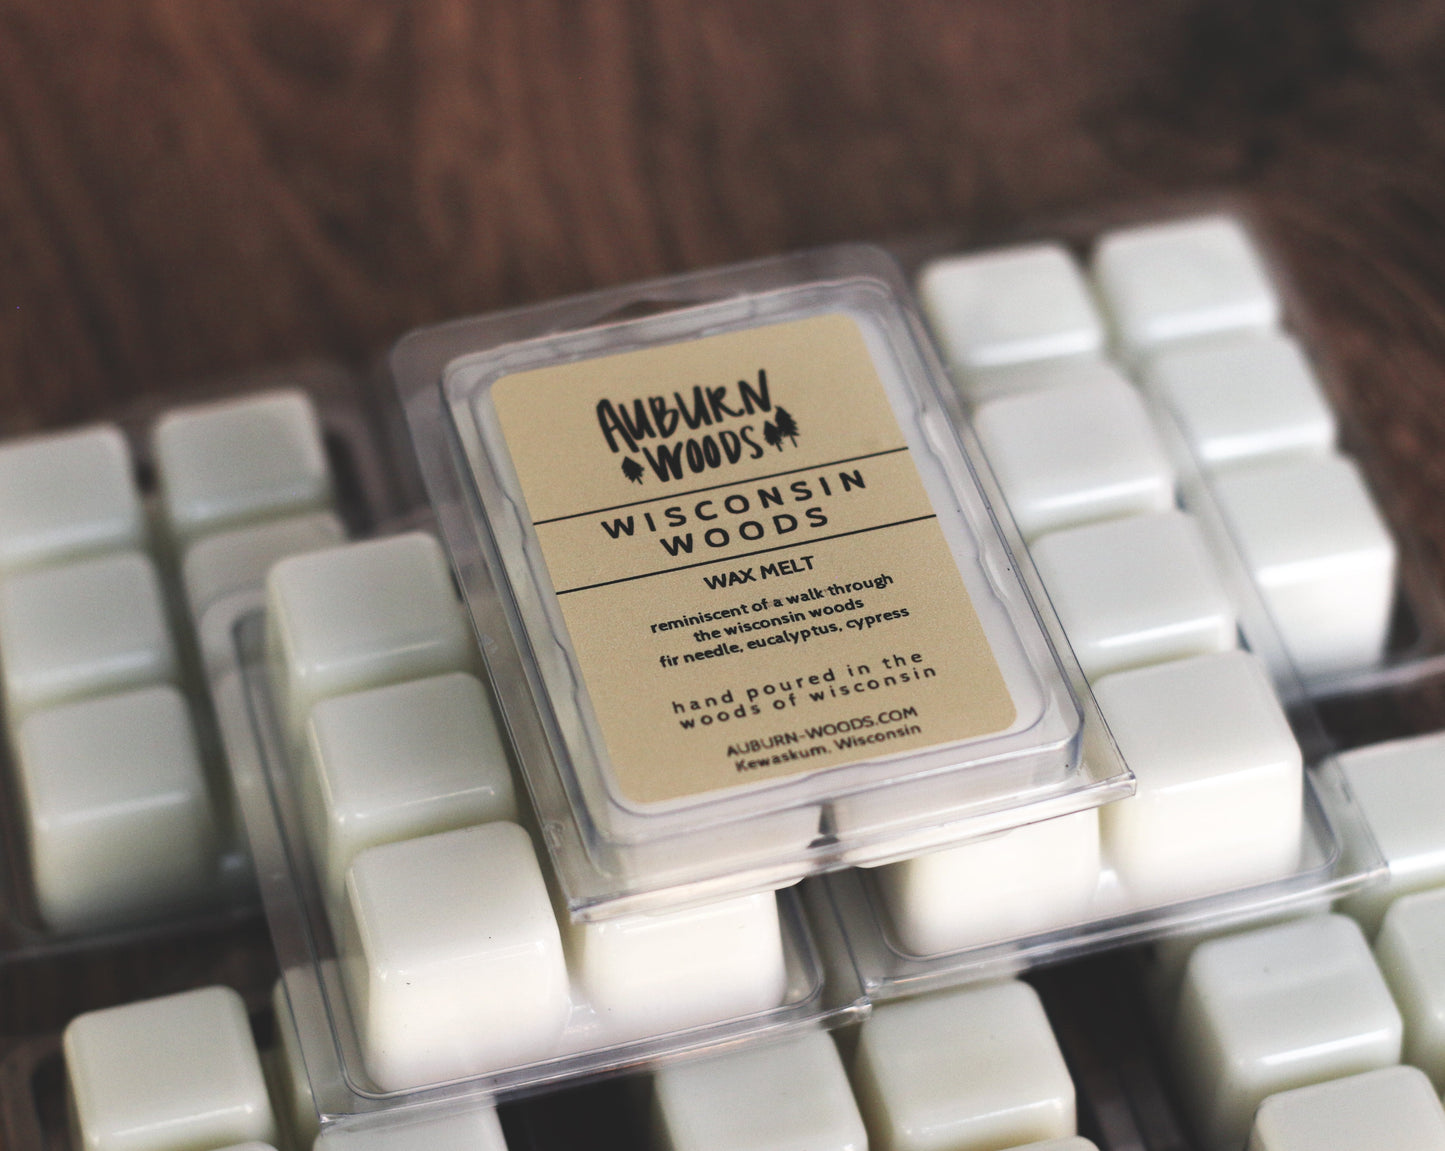 AUBURN
WOODS
WISCONSIN
WOODS
WAX MELT
reminiscent of a walk through
the wisconsin woods
fir needle, eucalyptus, cypress
hand poured in the
woods of wisconsin
AUBURN-WOODS.COM
Kewaskum, Wisconsin